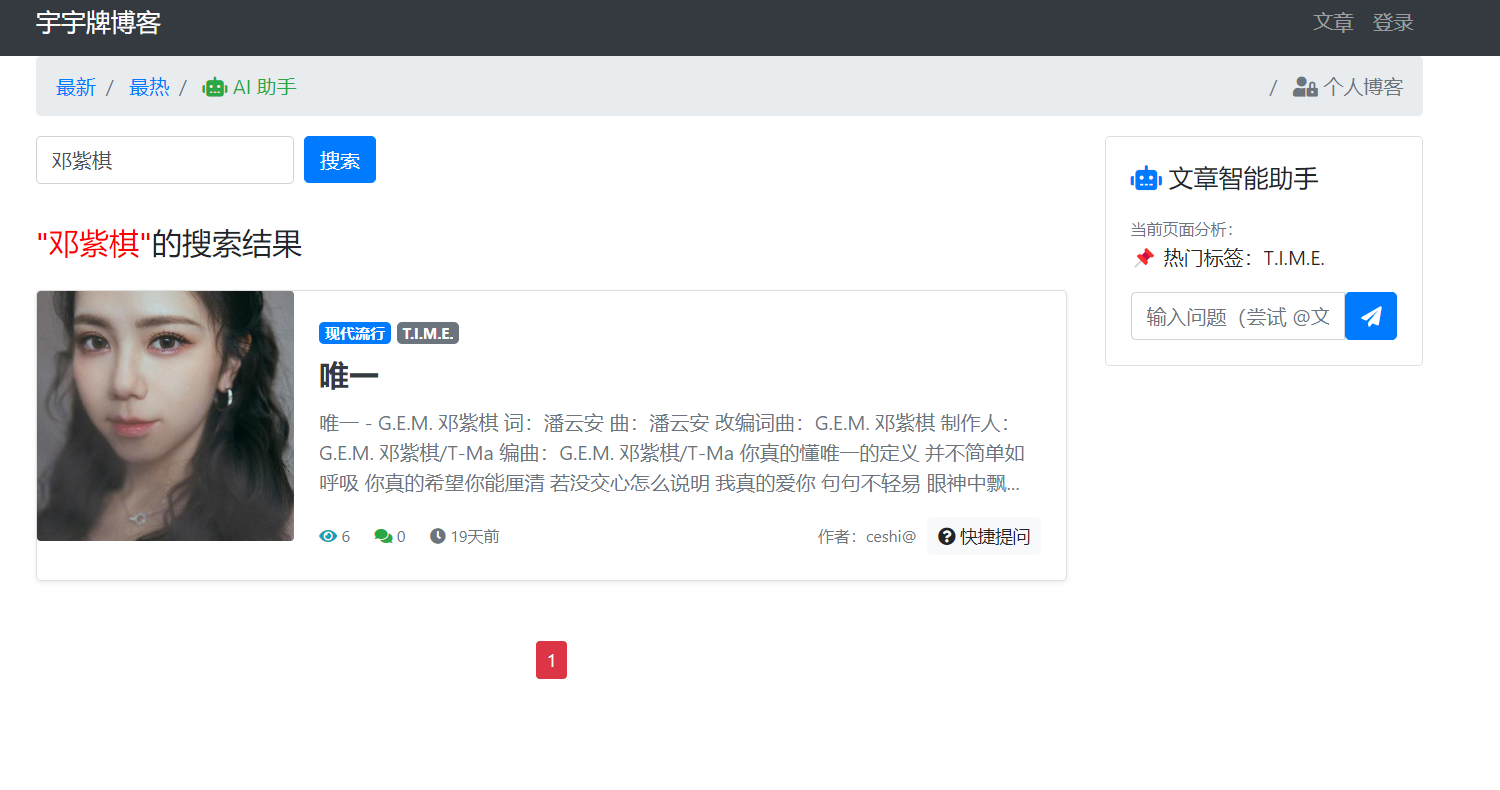 宇宇牌博客
文章 登录
最新 / 最热 / AI 助手
/ 个人博客
邓紫棋 搜索
"邓紫棋"的搜索结果
现代流行 T.I.M.E.
唯一
唯一 - G.E.M. 邓紫棋 词：潘云安 曲：潘云安 改编词曲：G.E.M. 邓紫棋 制作人：
G.E.M. 邓紫棋/T-Ma 编曲：G.E.M. 邓紫棋/T-Ma 你真的懂唯一的定义 并不简单如
呼吸 你真的希望你能厘清 若没交心怎么说明 我真的爱你 句句不轻易 眼神中飘...
6 0 19天前 作者：ceshi@ 快捷提问
1
文章智能助手
当前页面分析：
热门标签：T.I.M.E.
输入问题（尝试 @文